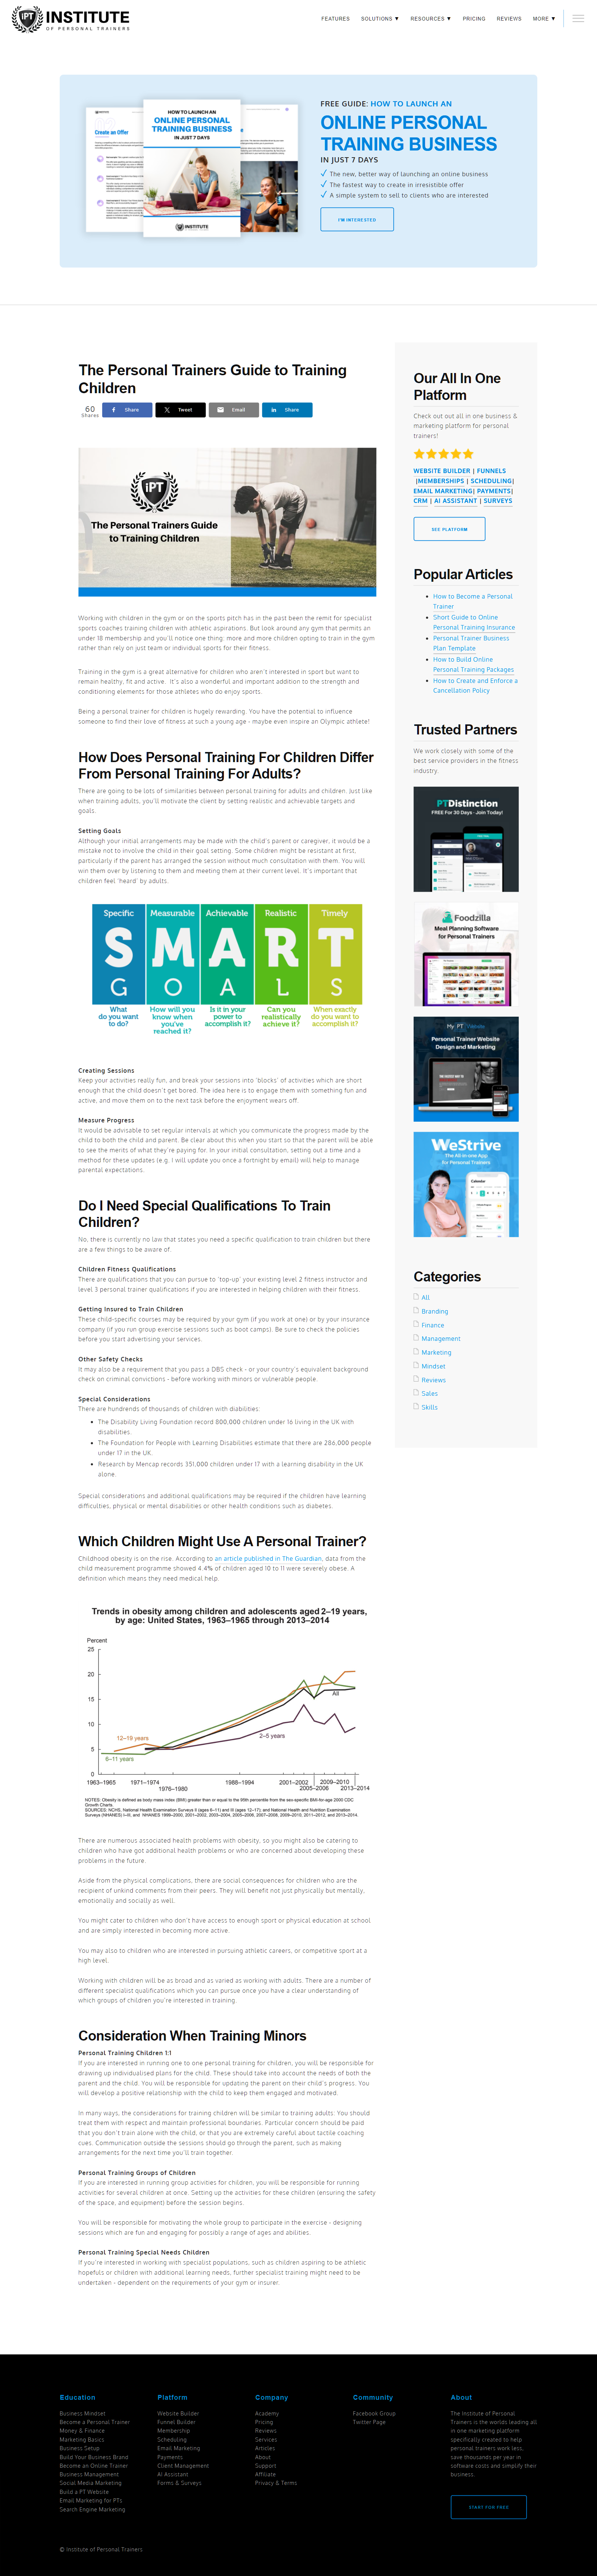 IPT INSTITUTE
OF PERSONAL TRAINERS
FEATURES SOLUTIONS ▼ RESOURCES ▼ PRICING REVIEWS MORE ▼
HOW TO LAUNCH AN
ONLINE PERSONAL
TRAINING BUSINESS
IN JUST 7 DAYS
Create an Offer
INSTITUTE
FREE GUIDE: HOW TO LAUNCH AN
ONLINE PERSONAL
TRAINING BUSINESS
IN JUST 7 DAYS
✓ The new, better way of launching an online business
✓ The fastest way to create in irresistible offer
✓ A simple system to sell to clients who are interested
I'M INTERESTED
The Personal Trainers Guide to Training
Children
60
Shares
Share
Tweet
Email
Share
IPT
The Personal Trainers Guide
to Training Children
Working with children in the gym or on the sports pitch has in the past been the remit for specialist
sports coaches training children with athletic aspirations. But look around any gym that permits an
under 18 membership and you'll notice one thing: more and more children opting to train in the gym
rather than rely on just team or individual sports for their fitness.
Training in the gym is a great alternative for children who aren't interested in sport but want to
remain healthy, fit and active. It's also a wonderful and important addition to the strength and
conditioning elements for those athletes who do enjoy sports.
Being a personal trainer for children is hugely rewarding. You have the potential to influence
someone to find their love of fitness at such a young age - maybe even inspire an Olympic athlete!
How Does Personal Training For Children Differ
From Personal Training For Adults?
There are going to be lots of similarities between personal training for adults and children. Just like
when training adults, you'll motivate the client by setting realistic and achievable targets and
goals.
Setting Goals
Although your initial arrangements may be made with the child's parent or caregiver, it would be a
mistake not to involve the child in their goal setting. Some children might be resistant at first,
particularly if the parent has arranged the session without much consultation with them. You will
win them over by listening to them and meeting them at their current level. It's important that
children feel 'heard' by adults.
Specific Measurable Achievable Realistic Timely
S M A R T
G O A L S
What do you want to do?
How will you know when you've reached it?
Is it in your power to accomplish it?
Can you realistically achieve it?
When exactly do you want to accomplish it?
Creating Sessions
Keep your activities really fun, and break your sessions into 'blocks' of activities which are short
enough that the child doesn't get bored. The idea here is to engage them with something fun and
active, and move them on to the next task before the enjoyment wears off.
Measure Progress
It would be advisable to set regular intervals at which you communicate the progress made by the
child to both the child and parent. Be clear about this when you start so that the parent will be able
to see the merits of what they're paying for. In your initial consultation, setting out a time and a
method for these updates (e.g. I will update you once a fortnight by email) will help to manage
parental expectations.
Do I Need Special Qualifications To Train
Children?
No, there is currently no law that states you need a specific qualification to train children but there
are a few things to be aware of.
Children Fitness Qualifications
There are qualifications that you can pursue to 'top-up' your existing level 2 fitness instructor and
level 3 personal trainer qualifications if you are interested in helping children with their fitness.
Getting Insured to Train Children
These child-specific courses may be required by your gym (if you work at one) or by your insurance
company (if you run group exercise sessions such as boot camps). Be sure to check the policies
before you start advertising your services.
Other Safety Checks
It may also be a requirement that you pass a DBS check - or your country's equivalent background
check on criminal convictions - before working with minors or vulnerable people.
Special Considerations
There are hundreds of thousands of children with diabilities:
• The Disability Living Foundation record 800,000 children under 16 living in the UK with
disabilities.
• The Foundation for People with Learning Disabilities estimate that there are 286,000 people
under 17 in the UK.
• Research by Mencap records 351,000 children under 17 with a learning disability in the UK
alone.
Special considerations and additional qualifications may be required if the children have learning
difficulties, physical or mental disabilities or other health conditions such as diabetes.
Which Children Might Use A Personal Trainer?
Childhood obesity is on the rise. According to an article published in The Guardian, data from the
child measurement programme showed 4.4% of children aged 10 to 11 were severely obese. A
definition which means they need medical help.
Trends in obesity among children and adolescents aged 2–19 years,
by age: United States, 1963–1965 through 2013–2014
Percent
25
20
15
10
5
0
All
12–19 years
2–5 years
6–11 years
1963–1965 1971–1974 1988–1994 2001–2002 2009–2010
1976–1980 2005–2006 2013–2014
NOTES: Obesity is defined as body mass index (BMI) greater than or equal to the 95th percentile from the sex-specific BMI-for-age 2000 CDC
Growth Charts.
SOURCES: NCHS, National Health Examination Surveys II (ages 6–11) and III (ages 12–17); and National Health and Nutrition Examination
Surveys (NHANES) I–III, and NHANES 1999–2000, 2001–2002, 2003–2004, 2005–2006, 2007–2008, 2009–2010, 2011–2012, and 2013–2014.
There are numerous associated health problems with obesity, so you might also be catering to
children who have got additional health problems or who are concerned about developing these
problems in the future.
Aside from the physical complications, there are social consequences for children who are the
recipient of unkind comments from their peers. They will benefit not just physically but mentally,
emotionally and socially as well.
You might cater to children who don't have access to enough sport or physical education at school
and are simply interested in becoming more active.
You may also to children who are interested in pursuing athletic careers, or competitive sport at a
high level.
Working with children will be as broad and as varied as working with adults. There are a number of
different specialist qualifications which you can pursue once you have a clear understanding of
which groups of children you're interested in training.
Consideration When Training Minors
Personal Training Children 1:1
If you are interested in running one to one personal training for children, you will be responsible for
drawing up individualised plans for the child. These should take into account the needs of both the
parent and the child. You will be responsible for updating the parent on their child's progress. You
will develop a positive relationship with the child to keep them engaged and motivated.
In many ways, the considerations for training children will be similar to training adults. You should
treat them with respect and maintain professional boundaries. Particular concern should be paid
that you don't train alone with the child, or that you are extremely careful about tactile coaching
cues. Communication outside the sessions should go through the parent, such as making
arrangements for the next time you'll train together.
Personal Training Groups of Children
If you are interested in running group activities for children, you will be responsible for running
activities for several children at once. Setting up the activities for these children (ensuring the safety
of the space, and equipment) before the session begins.
You will be responsible for motivating the whole group to participate in the exercise - designing
sessions which are fun and engaging for possibly a range of ages and abilities.
Personal Training Special Needs Children
If you're interested in working with specialist populations, such as children aspiring to be athletic
hopefuls or children with additional learning needs, further specialist training might need to be
undertaken - dependent on the requirements of your gym or insurer.
Our All In One
Platform
Check out out all in one business &
marketing platform for personal
trainers!
WEBSITE BUILDER | FUNNELS
|MEMBERSHIPS | SCHEDULING|
EMAIL MARKETING| PAYMENTS|
CRM | AI ASSISTANT | SURVEYS
SEE PLATFORM
Popular Articles
• How to Become a Personal
Trainer
• Short Guide to Online
Personal Training Insurance
• Personal Trainer Business
Plan Template
• How to Build Online
Personal Training Packages
• How to Create and Enforce a
Cancellation Policy
Trusted Partners
We work closely with some of the
best service providers in the fitness
industry.
PTDistinction
FREE For 30 Days - Join Today!
Foodzilla
Meal Planning Software
for Personal Trainers
My PT Website
Personal Trainer Website
Design and Marketing
WeStrive
The All-in-one App
for Personal Trainers
Calendar
Categories
All
Branding
Finance
Management
Marketing
Mindset
Reviews
Sales
Skills
Education
Business Mindset
Become a Personal Trainer
Money & Finance
Marketing Basics
Business Setup
Build Your Business Brand
Become an Online Trainer
Business Management
Social Media Marketing
Build a PT Website
Email Marketing for PTs
Search Engine Marketing
Platform
Website Builder
Funnel Builder
Membership
Scheduling
Email Marketing
Payments
Client Management
AI Assistant
Forms & Surveys
Company
Academy
Pricing
Reviews
Services
Articles
About
Support
Affiliate
Privacy & Terms
Community
Facebook Group
Twitter Page
About
The Institute of Personal
Trainers is the worlds leading all
in one marketing platform
specifically created to help
personal trainers work less,
save thousands per year in
software costs and simplify their
business.
START FOR FREE
© Institute of Personal Trainers